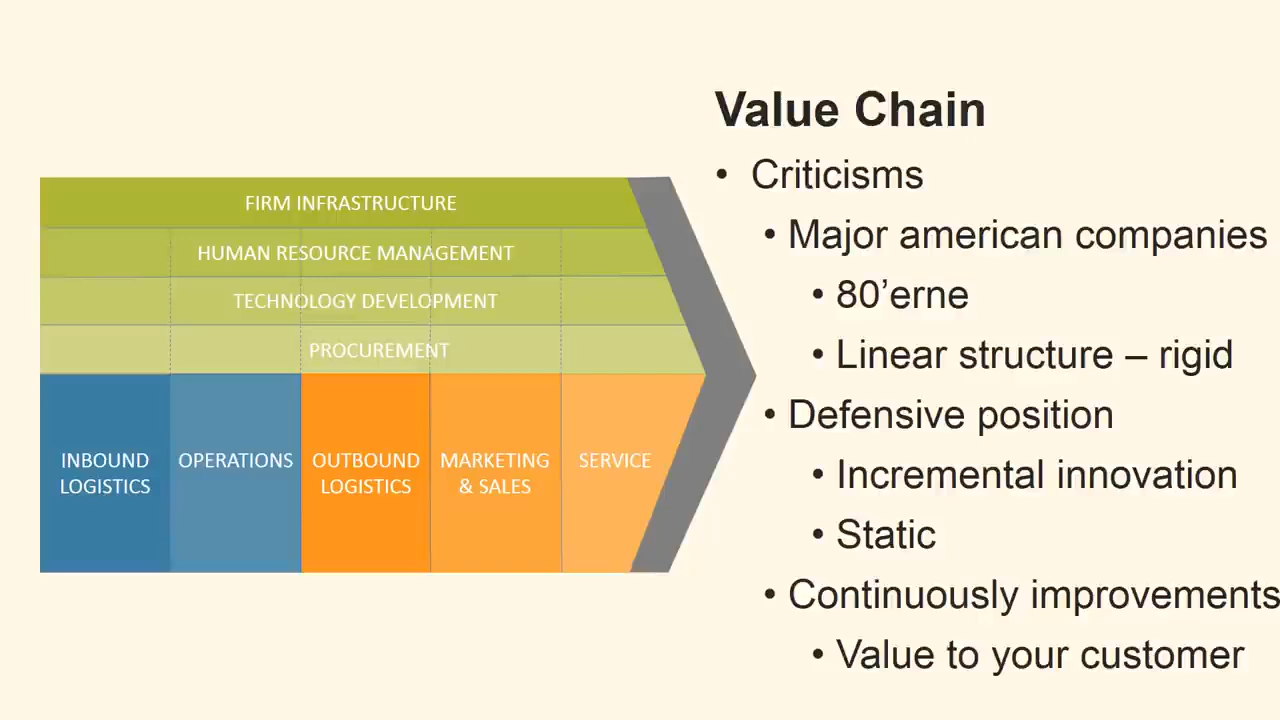 Value Chain
• Criticisms
• Major american companies
• 80’erne
• Linear structure – rigid
• Defensive position
• Incremental innovation
• Static
• Continuously improvements
• Value to your customer
FIRM INFRASTRUCTURE
HUMAN RESOURCE MANAGEMENT
TECHNOLOGY DEVELOPMENT
PROCUREMENT
INBOUND
LOGISTICS
OPERATIONS
OUTBOUND
LOGISTICS
MARKETING
& SALES
SERVICE